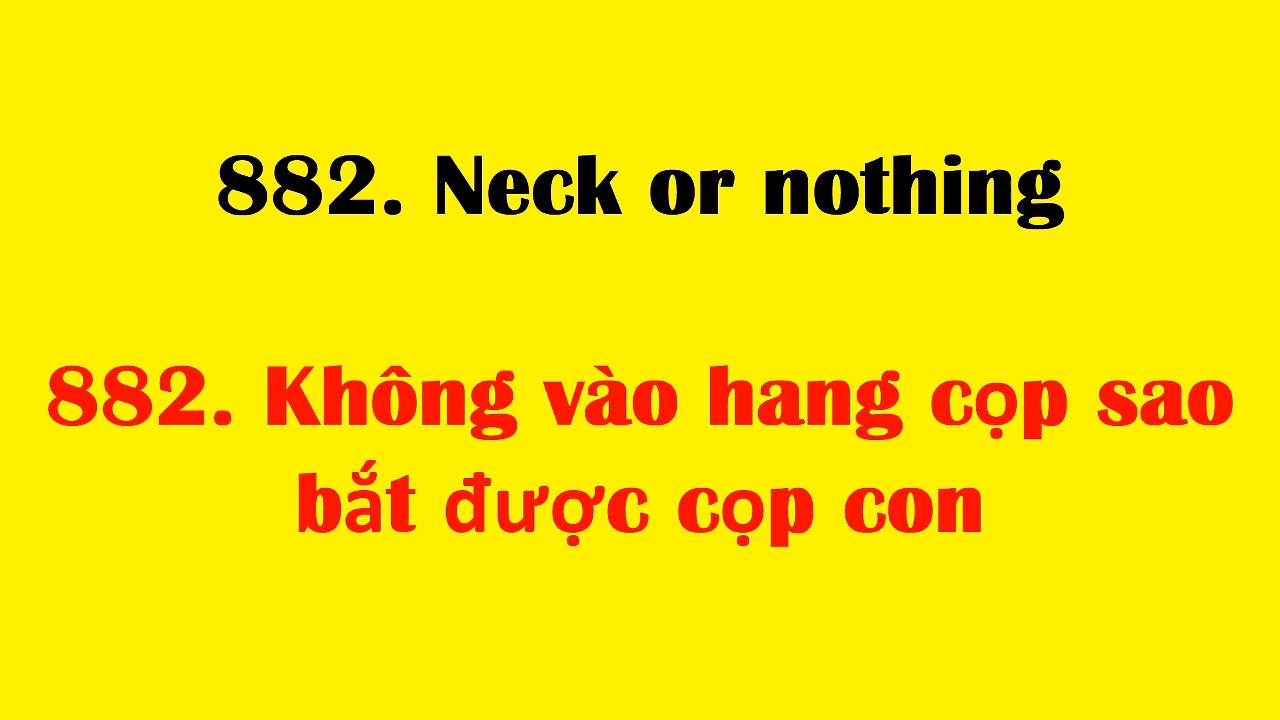 882. Neck or nothing
882. Không vào hang cọp sao
bắt được cọp con